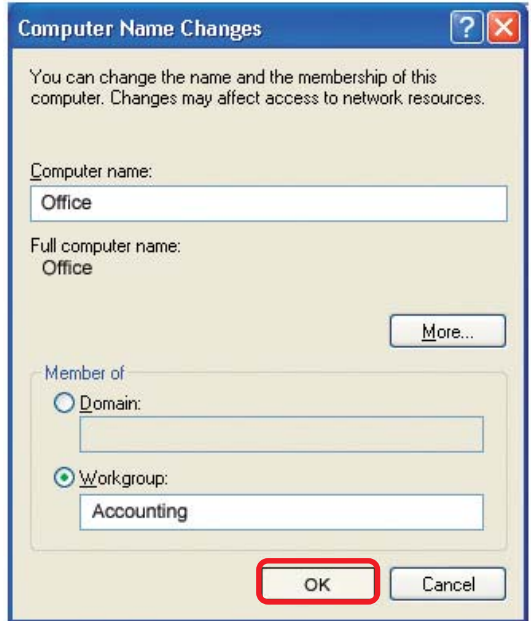 Computer Name Changes
You can change the name and the membership of this
computer. Changes may affect access to network resources.
Computer name:
Office
Full computer name:
Office
More...
Member of
Domain:
Workgroup:
Accounting
OK Cancel